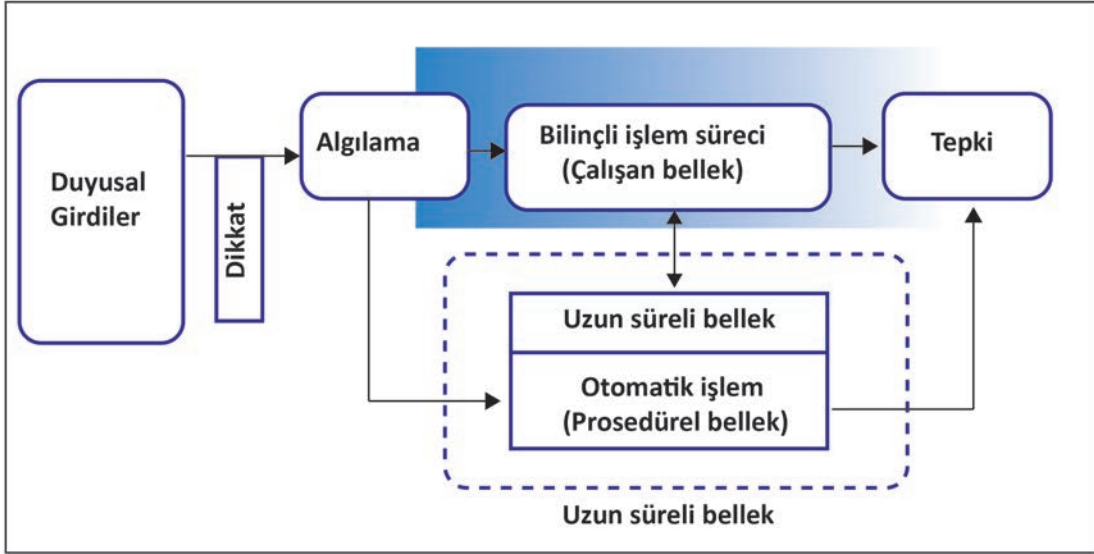 Duyusal
Girdiler
Dikkat
Algılama
Bilinçli işlem süreci
(Çalışan bellek)
Tepki
Uzun süreli bellek
Otomatik işlem
(Prosedürel bellek)
Uzun süreli bellek